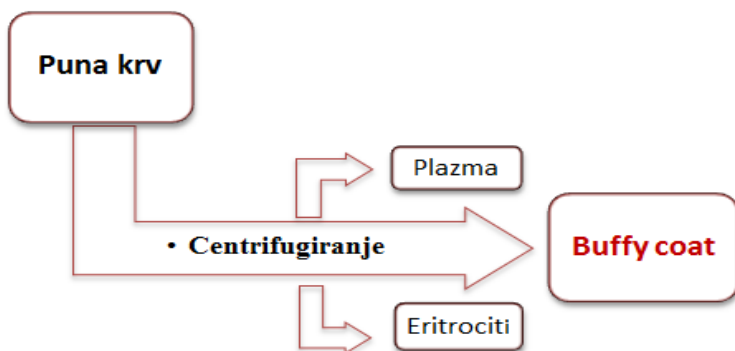 Puna krv
Plazma
• Centrifugiranje
Buffy coat
Eritrociti